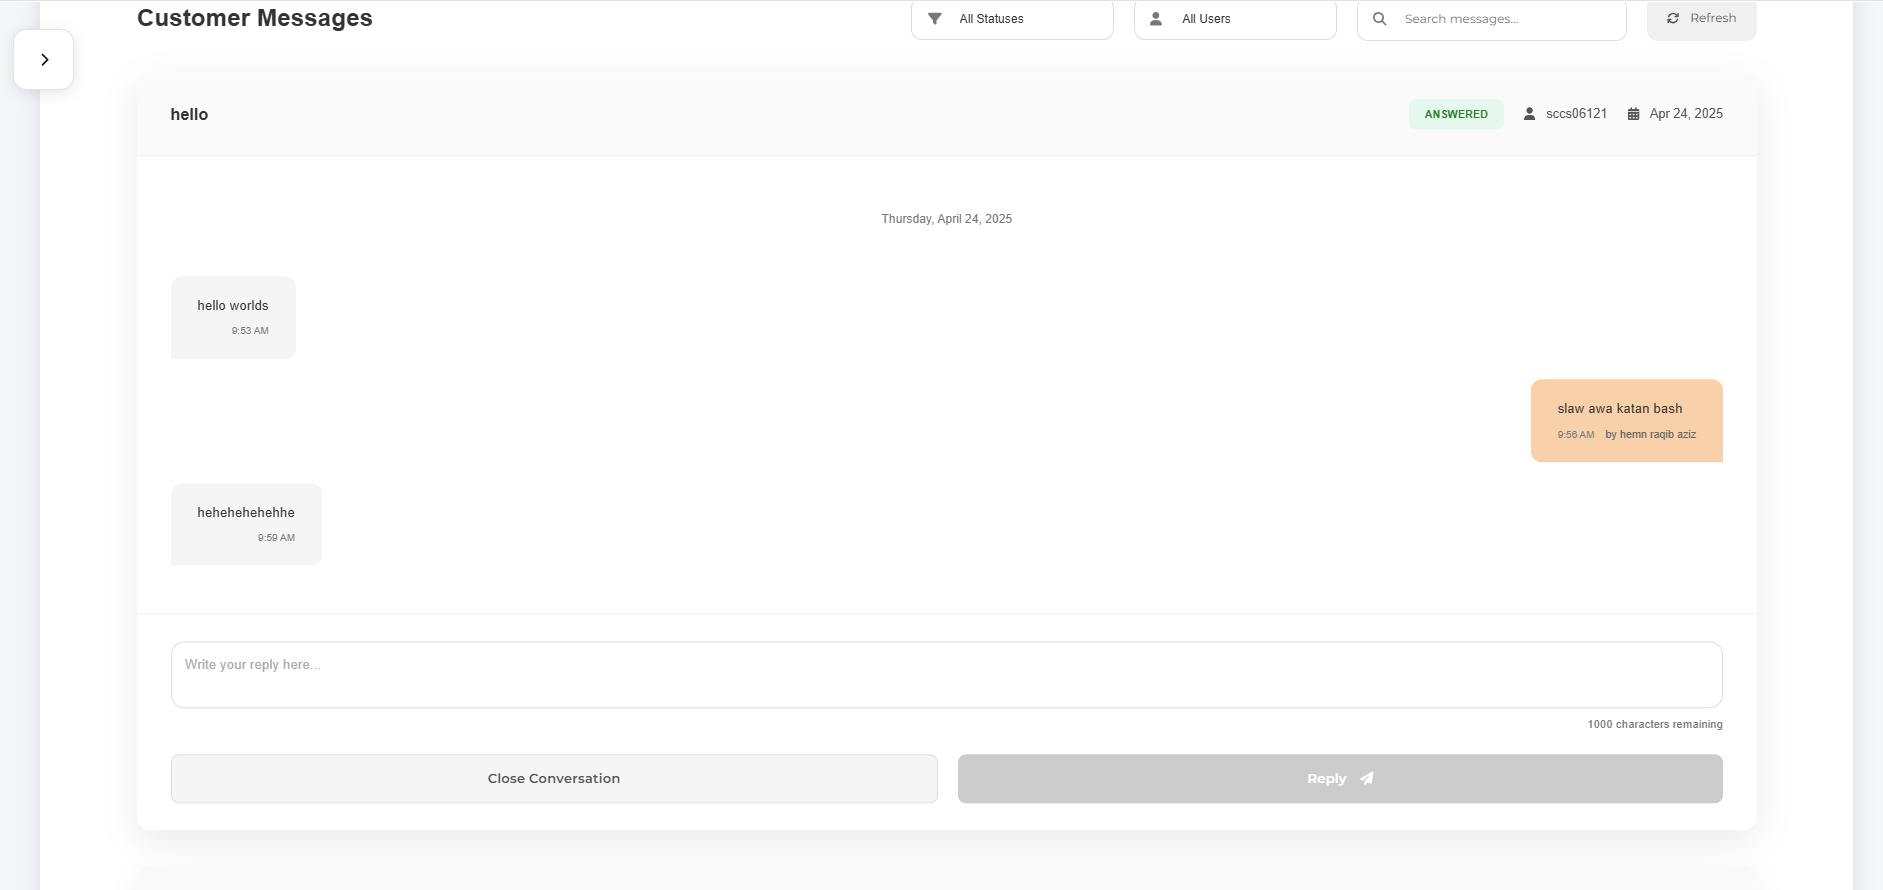 Customer Messages
All Statuses
All Users
Search messages...
Refresh
hello
ANSWERED
sccs06121
Apr 24, 2025
Thursday, April 24, 2025
hello worlds
9:53 AM
slaw awa katan bash
9:56 AM by hemn raqib aziz
hehehehehehhe
9:59 AM
Write your reply here...
1000 characters remaining
Close Conversation
Reply